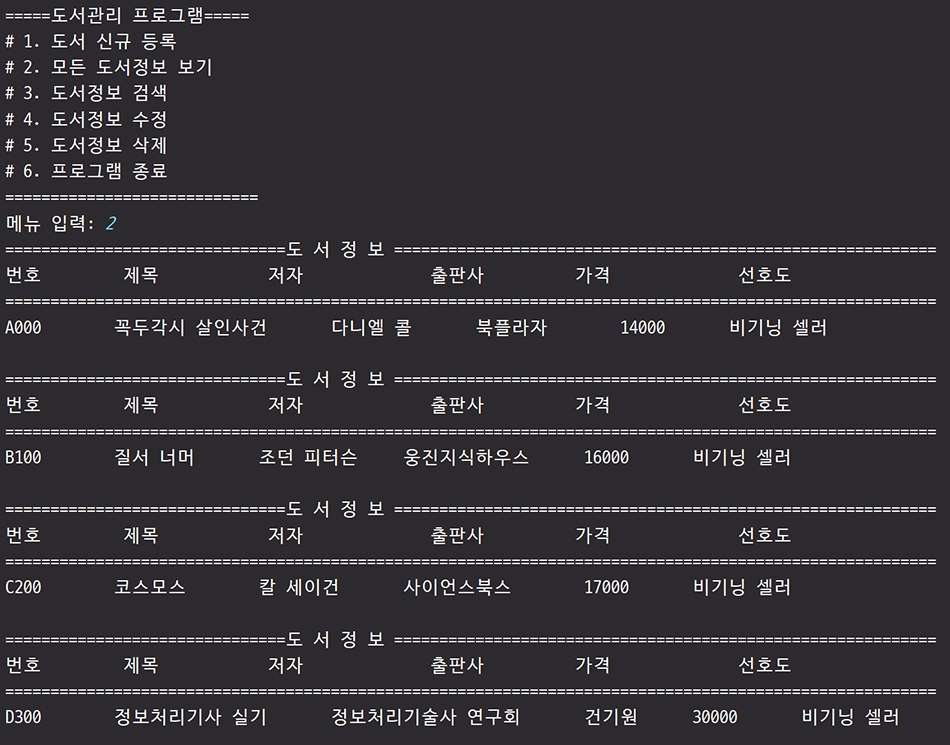 =====도서관리 프로그램=====
# 1. 도서 신규 등록
# 2. 모든 도서정보 보기
# 3. 도서정보 검색
# 4. 도서정보 수정
# 5. 도서정보 삭제
# 6. 프로그램 종료
============================
메뉴 입력: 2
===============================도 서 정 보 ============================================================
번호 제목 저자 출판사 가격 선호도
=======================================================================================================
A000 꼭두각시 살인사건 다니엘 콜 북플라자 14000 비기닝 셀러
===============================도 서 정 보 ============================================================
번호 제목 저자 출판사 가격 선호도
=======================================================================================================
B100 질서 너머 조던 피터슨 웅진지식하우스 16000 비기닝 셀러
===============================도 서 정 보 ============================================================
번호 제목 저자 출판사 가격 선호도
=======================================================================================================
C200 코스모스 칼 세이건 사이언스북스 17000 비기닝 셀러
===============================도 서 정 보 ============================================================
번호 제목 저자 출판사 가격 선호도
=======================================================================================================
D300 정보처리기사 실기 정보처리기술사 연구회 건기원 30000 비기닝 셀러